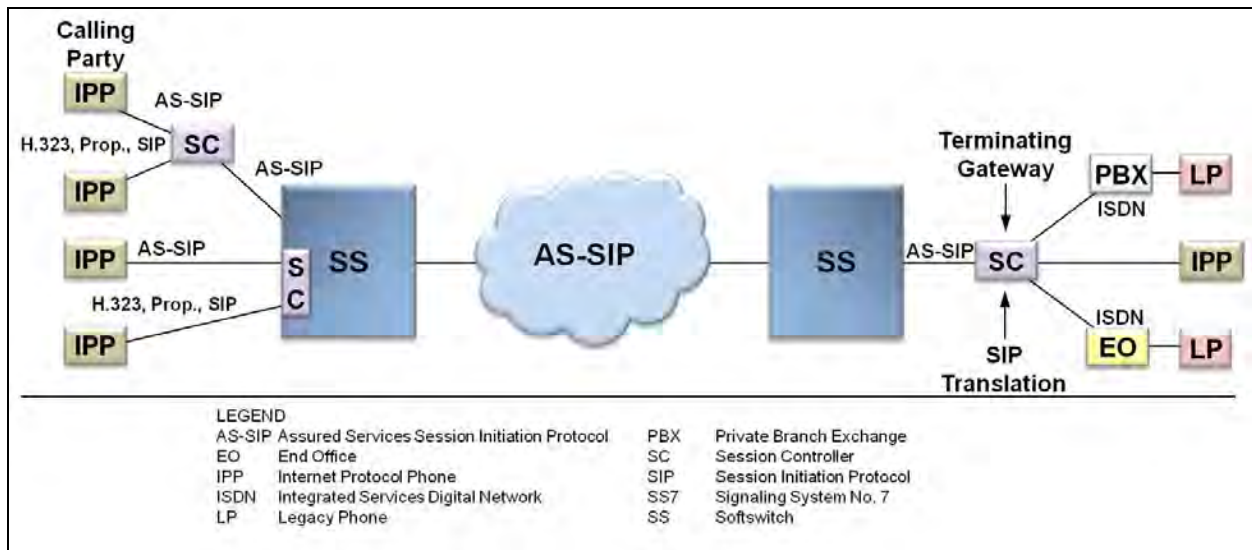 Calling
Party
IPP
AS-SIP
H.323, Prop., SIP
SC
IPP
AS-SIP
IPP
AS-SIP
H.323, Prop., SIP
IPP
S
C
SS
AS-SIP
SS
AS-SIP
Terminating
Gateway
SC
SIP
Translation
PBX
ISDN
LP
IPP
ISDN
EO
LP
LEGEND
AS-SIP Assured Services Session Initiation Protocol
EO End Office
IPP Internet Protocol Phone
ISDN Integrated Services Digital Network
LP Legacy Phone
PBX Private Branch Exchange
SC Session Controller
SIP Session Initiation Protocol
SS7 Signaling System No. 7
SS Softswitch